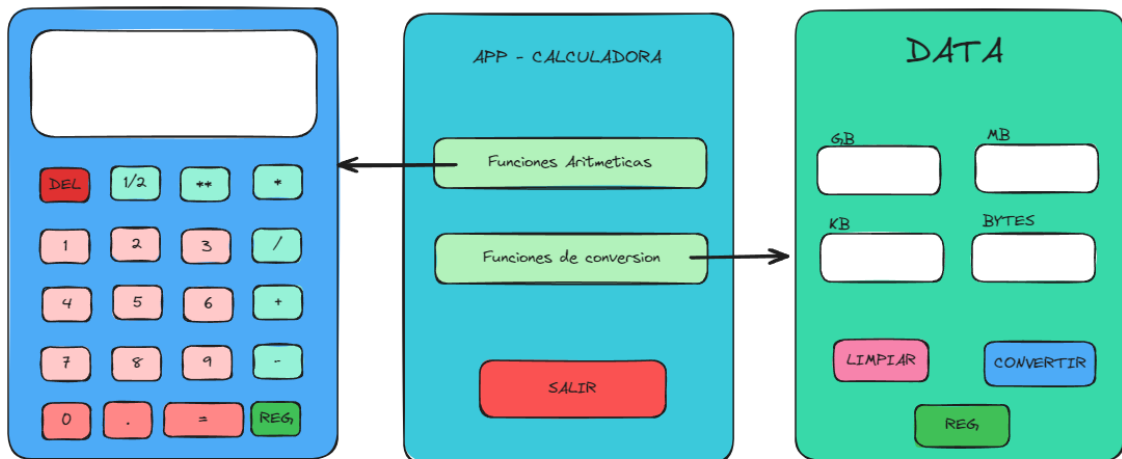 DEL 1/2 ** *
1 2 3 /
4 5 6 +
7 8 9 -
0 . = REG
APP - CALCULADORA
Funciones Aritmeticas
Funciones de conversion
SALIR
DATA
GB MB
KB BYTES
LIMPIAR CONVERTIR
REG